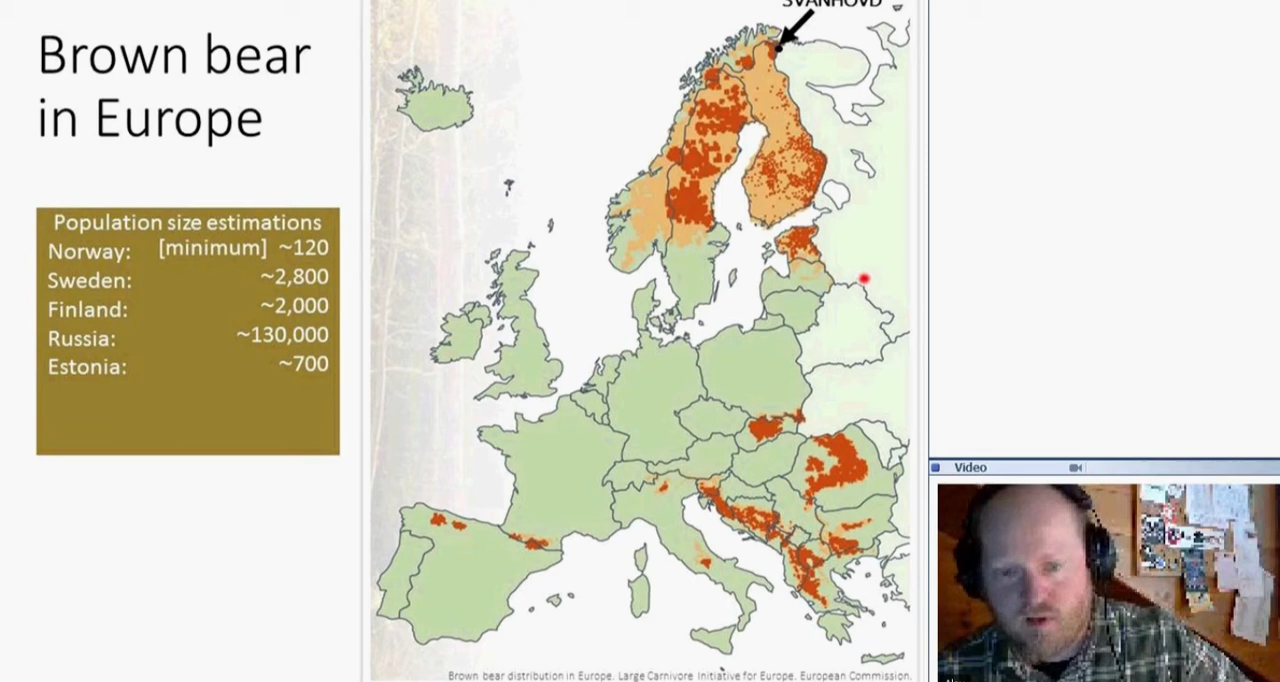 SVANHOVD
Brown bear
in Europe
Population size estimations
Norway: [minimum] ~120
Sweden: ~2,800
Finland: ~2,000
Russia: ~130,000
Estonia: ~700
Video
Brown bear distribution in Europe. Large Carnivore Initiative for Europe. European Commission.